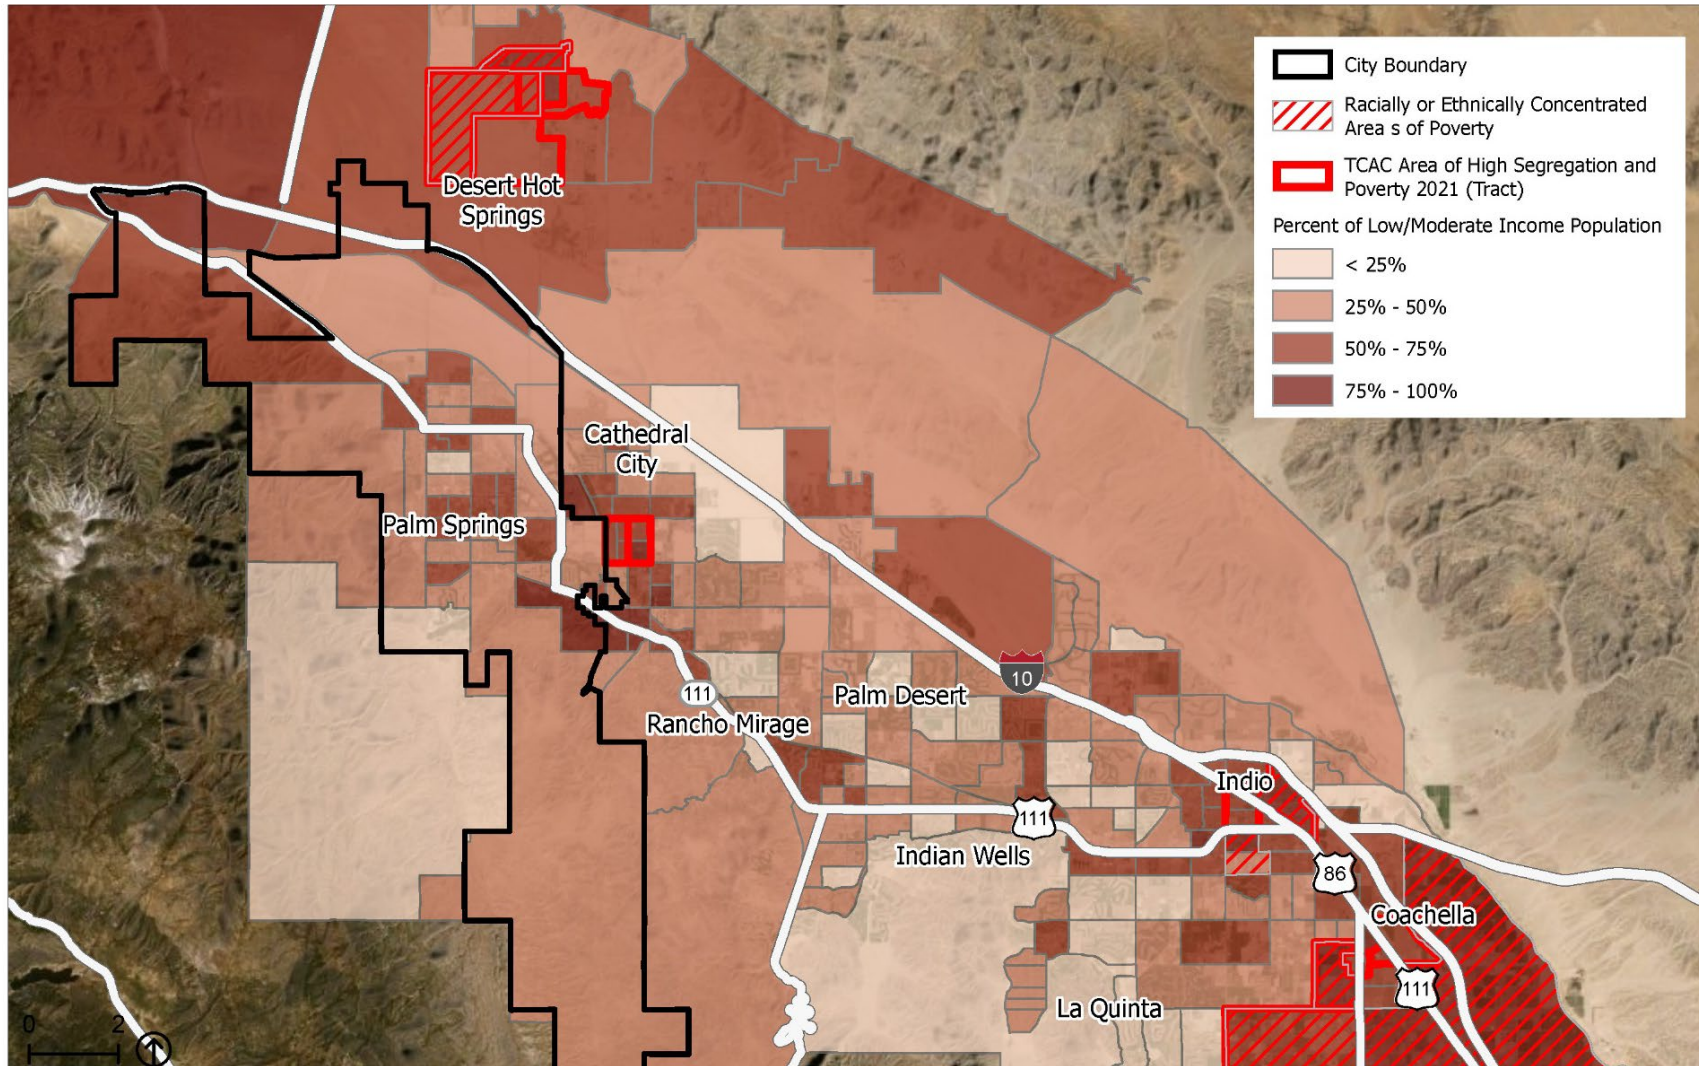 City Boundary
Racially or Ethnically Concentrated
Area s of Poverty
TCAC Area of High Segregation and
Poverty 2021 (Tract)
Percent of Low/Moderate Income Population
< 25%
25% - 50%
50% - 75%
75% - 100%
Desert Hot
Springs
Cathedral
City
Palm Springs
10
111
Palm Desert
Rancho Mirage
Indio
111
Indian Wells
86
Coachella
111
La Quinta
0 2